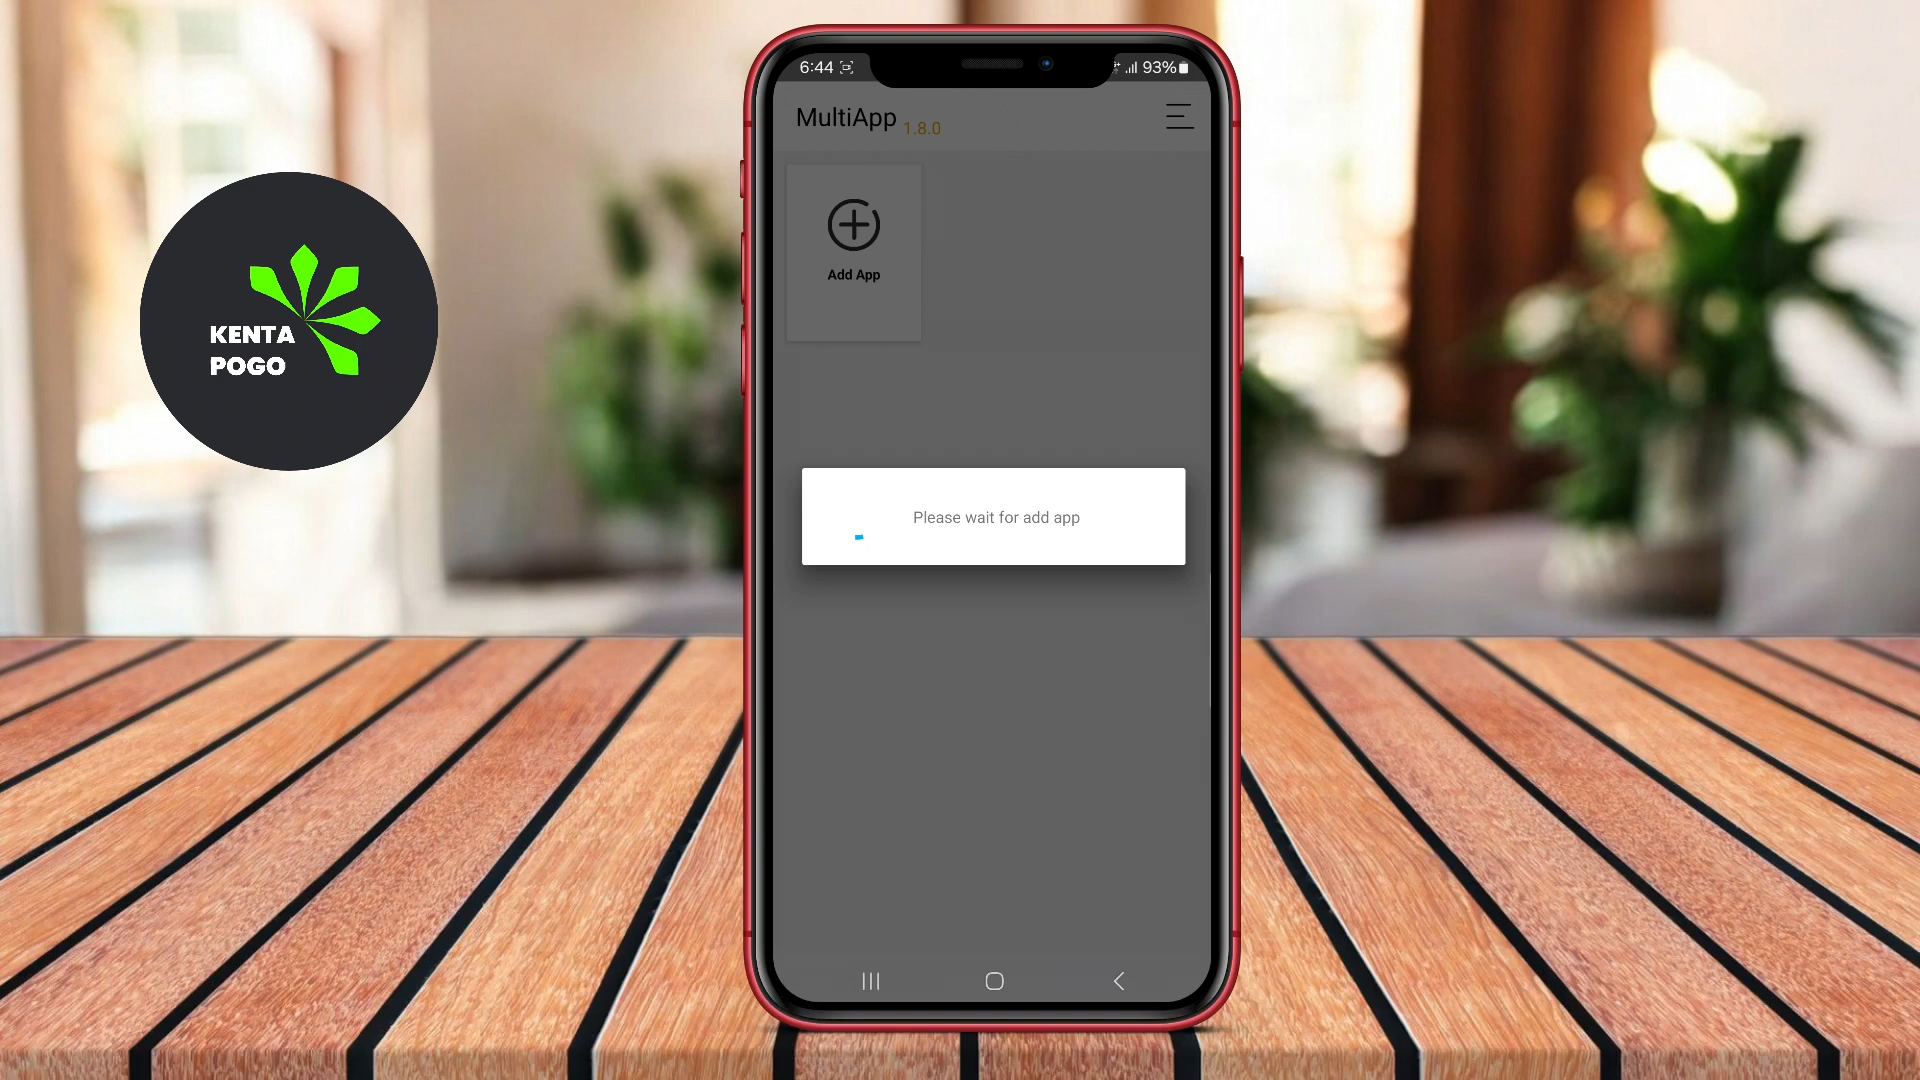 KENTA
POGO
6:44
93%
MultiApp 1.8.0
Add App
Please wait for add app